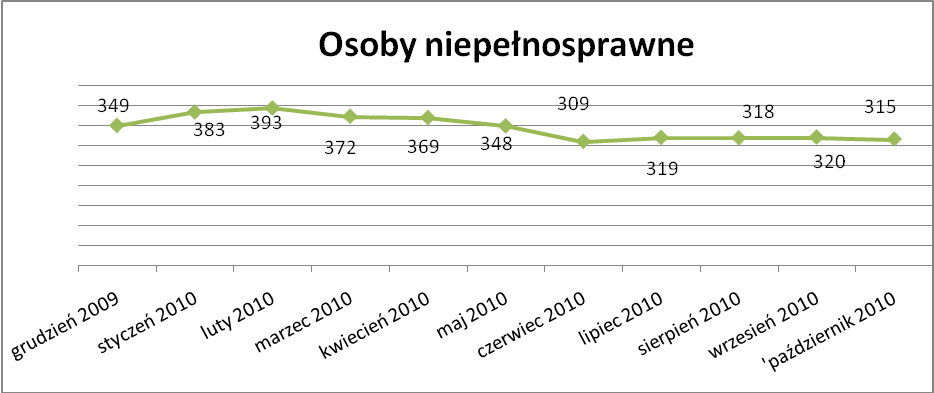 Osoby niepełnosprawne
349
383
393
372
369
348
309
319
318
320
315
grudzień 2009
styczeń 2010
luty 2010
marzec 2010
kwiecień 2010
maj 2010
czerwiec 2010
lipiec 2010
sierpień 2010
wrzesień 2010
'październik 2010